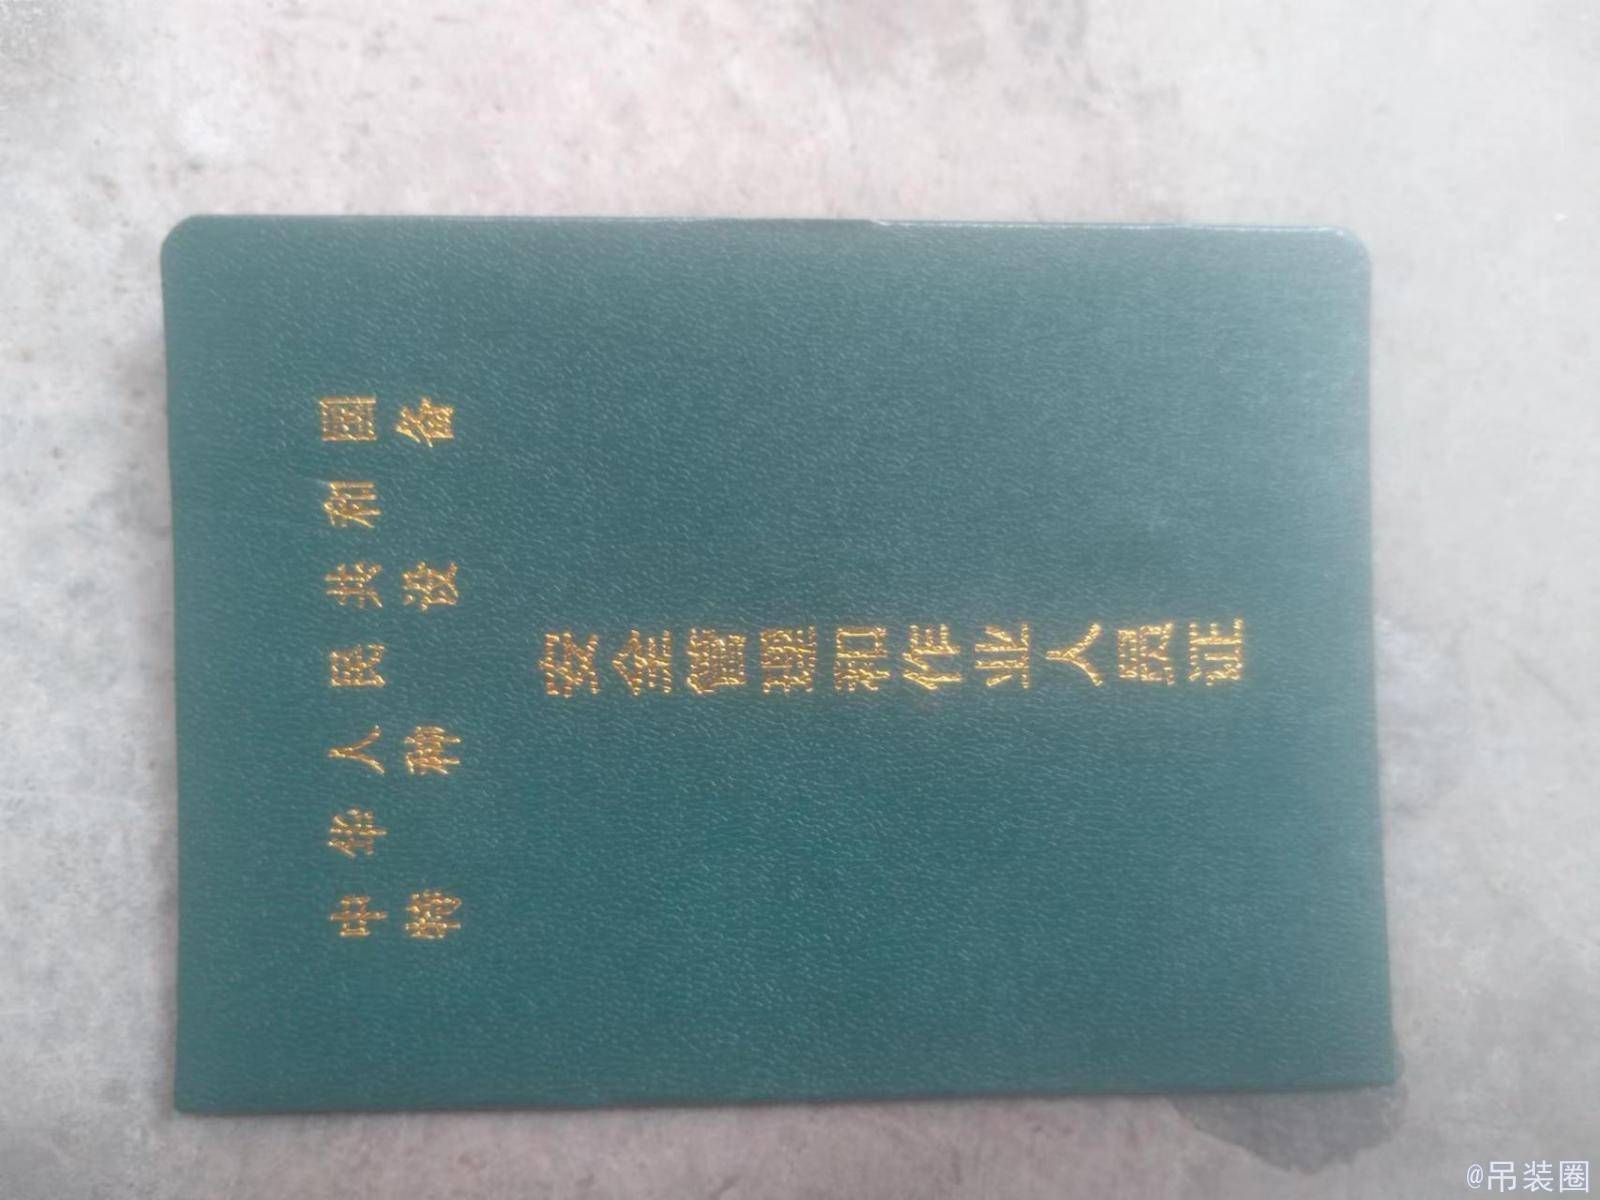 中华人民共和国
特种设备
安全管理和作业人员证
@吊装圈